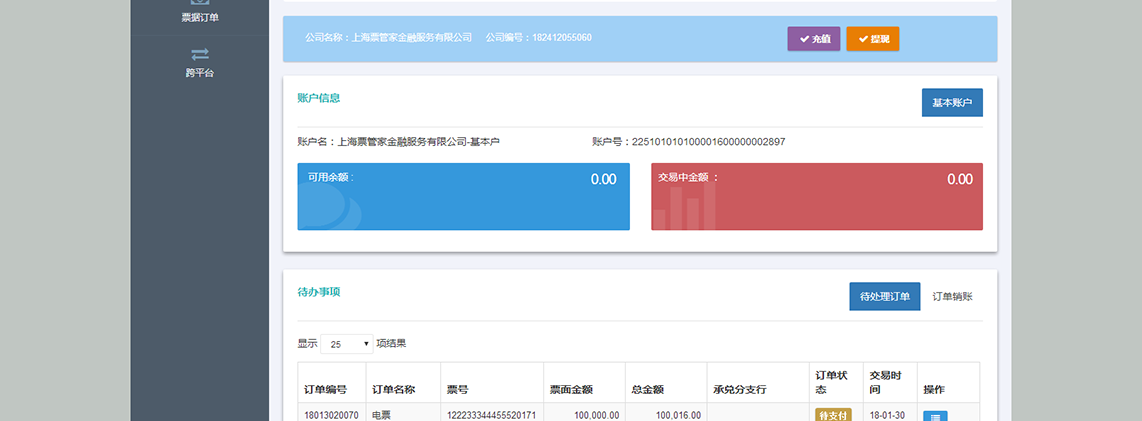 票据订单
跨平台
公司名称：上海票管家金融服务有限公司 公司编号：182412055060
充值 提现
账户信息
基本账户
账户名：上海票管家金融服务有限公司-基本户 账户号：225101010100001600000002897
可用余额： 0.00
交易中金额 ： 0.00
待办事项
待处理订单 订单销账
显示 25 项结果
订单编号 订单名称 票号 票面金额 总金额 承兑分支行 订单状态 交易时间 操作
18013020070 电票 122233344455520171 100,000.00 100,016.00 待支付 18-01-30